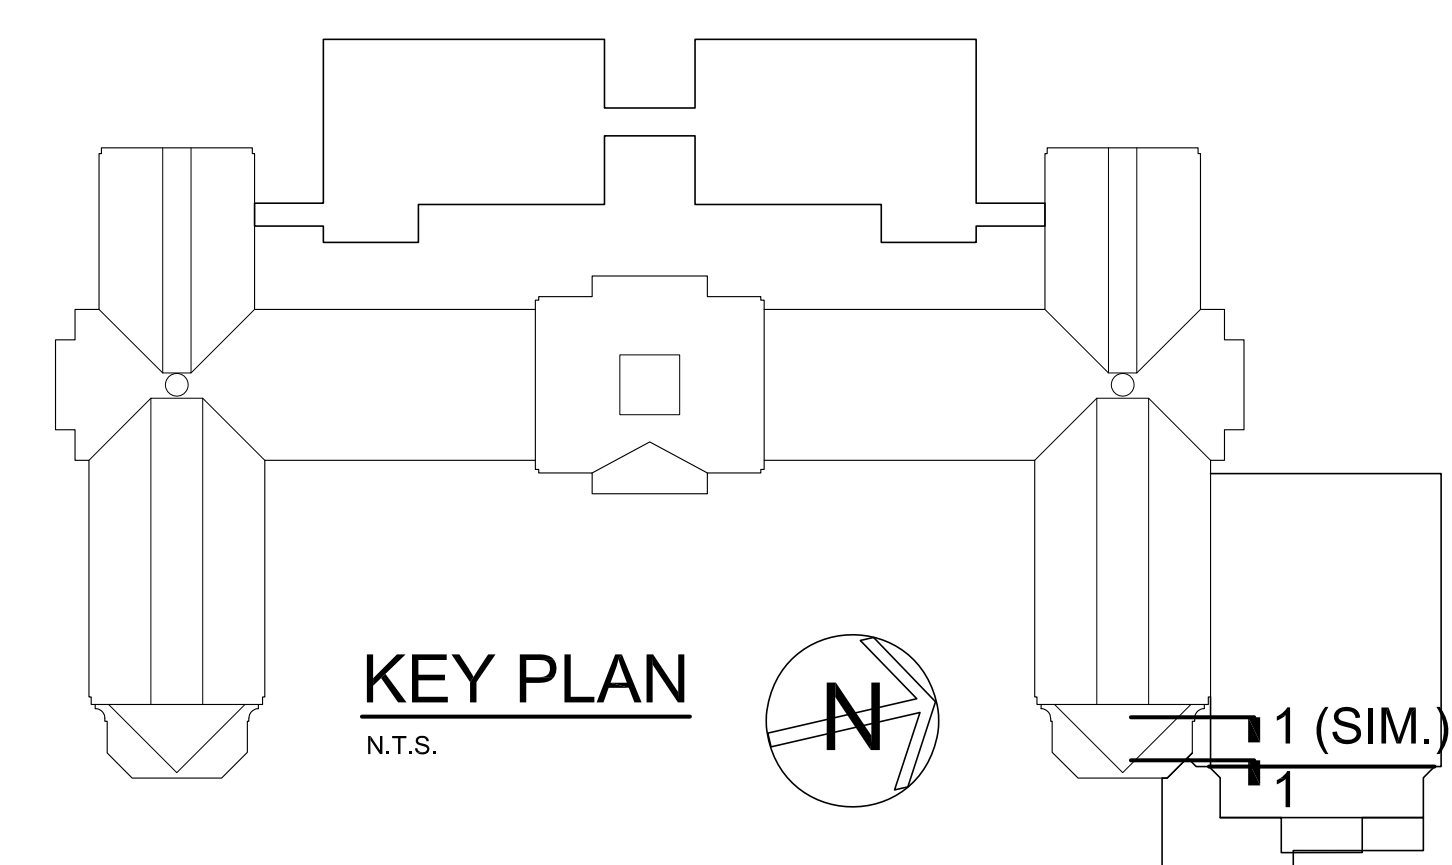 KEY PLAN
N.T.S.
N
1 (SIM.)
1